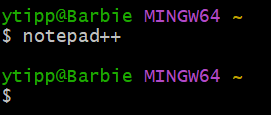 ytipp@Barbie MINGW64 ~
$ notepad++
ytipp@Barbie MINGW64 ~
$